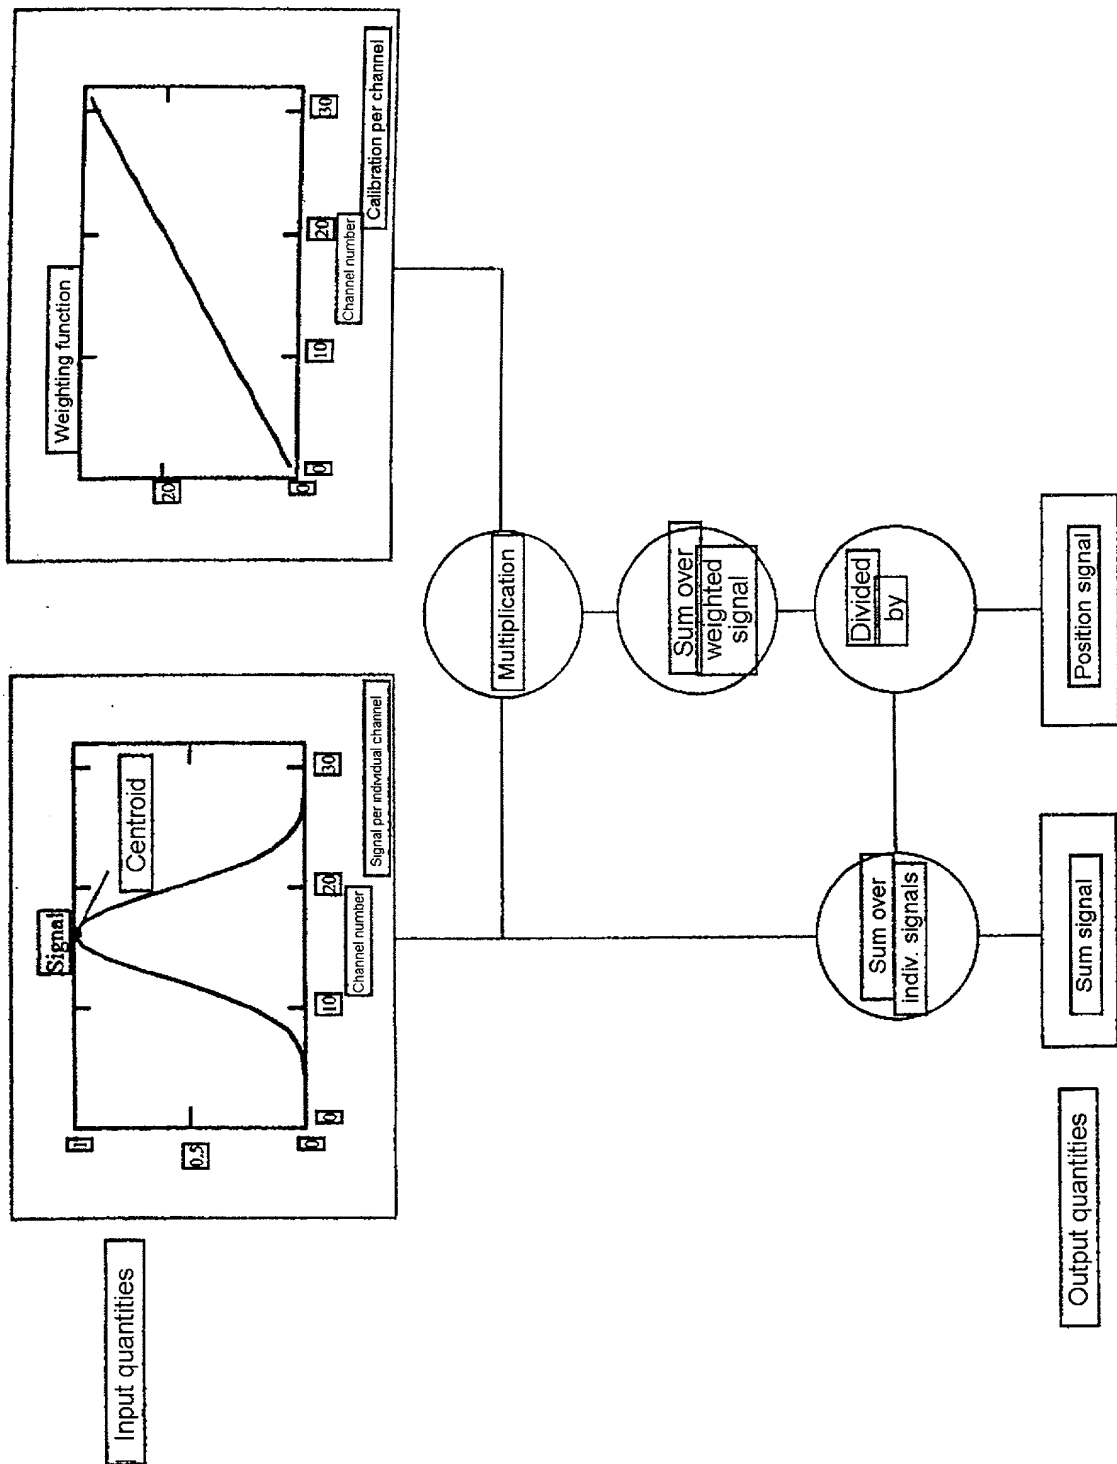 Input quantities
Signal
1
0.5
0
0
10
20
30
Centroid
Channel number
Signal per individual channel
Weighting function
20
0
0
10
20
30
Channel number
Calibration per channel
Multiplication
Sum over
weighted
signal
Sum over
indiv. signals
Divided
by
Output quantities
Sum signal
Position signal